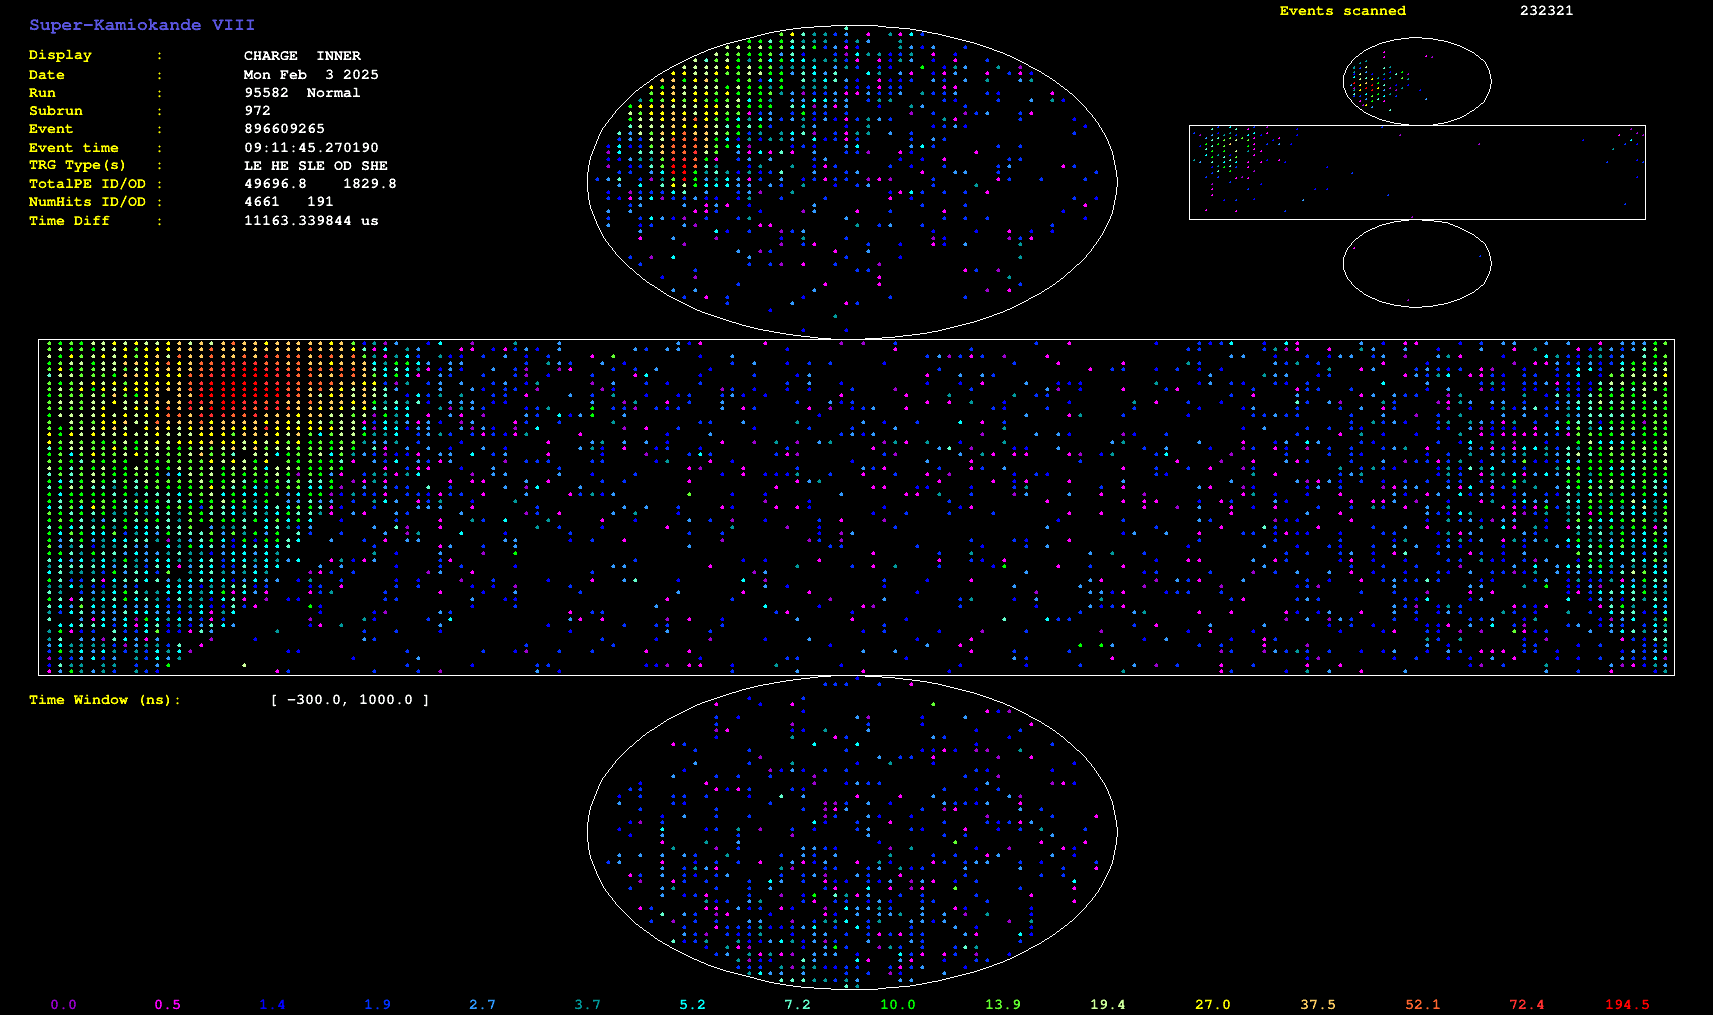 Super-Kamiokande VIII
Events scanned 232321
Display : CHARGE INNER
Date : Mon Feb 3 2025
Run : 95582 Normal
Subrun : 972
Event : 896609265
Event time : 09:11:45.270190
TRG Type(s) : LE HE SLE OD SHE
TotalPE ID/OD : 49696.8 1829.8
NumHits ID/OD : 4661 191
Time Diff : 11163.339844 us
Time Window (ns): [ -300.0, 1000.0 ]
0.0 0.5 1.4 1.9 2.7 3.7 5.2 7.2 10.0 13.9 19.4 27.0 37.5 52.1 72.4 194.5